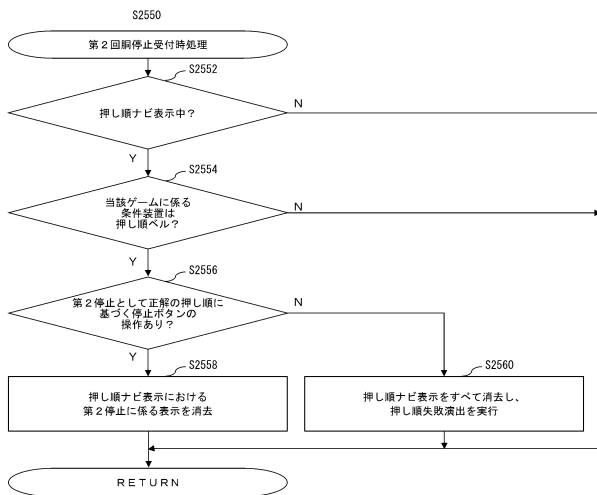 S2550
第２回胴停止受付時処理
S2552
押し順ナビ表示中？
N
Y
S2554
当該ゲームに係る
条件装置は
押し順ベル？
N
Y
S2556
第２停止として正解の押し順に
基づく停止ボタンの
操作あり？
N
Y
S2558
S2560
押し順ナビ表示における
第２停止に係る表示を消去
押し順ナビ表示をすべて消去し、
押し順失敗演出を実行
ＲＥＴＵＲＮ